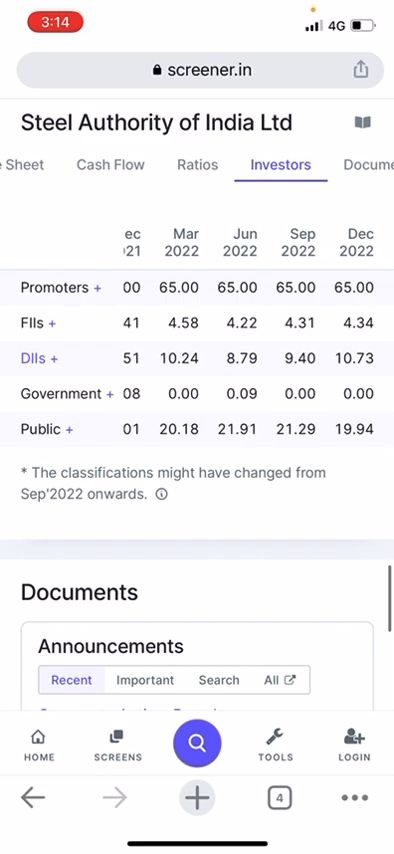 3:14 4G
screener.in
Steel Authority of India Ltd
e Sheet Cash Flow Ratios Investors Docume
ec Mar Jun Sep Dec
21 2022 2022 2022 2022
Promoters + 00 65.00 65.00 65.00 65.00
FIIs + 41 4.58 4.22 4.31 4.34
DIIs + 51 10.24 8.79 9.40 10.73
Government + 08 0.00 0.09 0.00 0.00
Public + 01 20.18 21.91 21.29 19.94
* The classifications might have changed from
Sep'2022 onwards.
Documents
Announcements
Recent Important Search All
HOME SCREENS TOOLS LOGIN
4